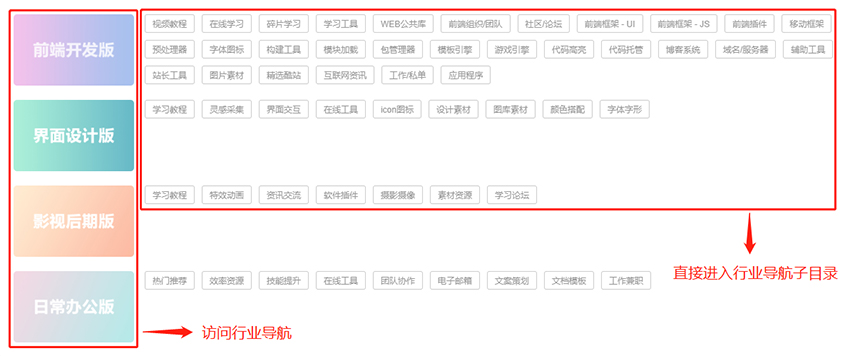 前端开发版
视频教程 在线学习 碎片学习 学习工具 WEB公共库 前端组织/团队 社区/论坛 前端框架 - UI 前端框架 - JS 前端插件 移动框架
预处理器 字体图标 构建工具 模块加载 包管理器 模板引擎 游戏引擎 代码高亮 代码托管 博客系统 域名/服务器 辅助工具
站长工具 图片素材 精选酷站 互联网资讯 工作/私单 应用程序
界面设计版
学习教程 灵感采集 界面交互 在线工具 icon图标 设计素材 图库素材 颜色搭配 字体字形
影视后期版
学习教程 特效动画 资讯交流 软件插件 摄影摄像 素材资源 学习论坛
直接进入行业导航子目录
日常办公版
热门推荐 效率资源 技能提升 在线工具 团队协作 电子邮箱 文案策划 文档模板 工作兼职
访问行业导航